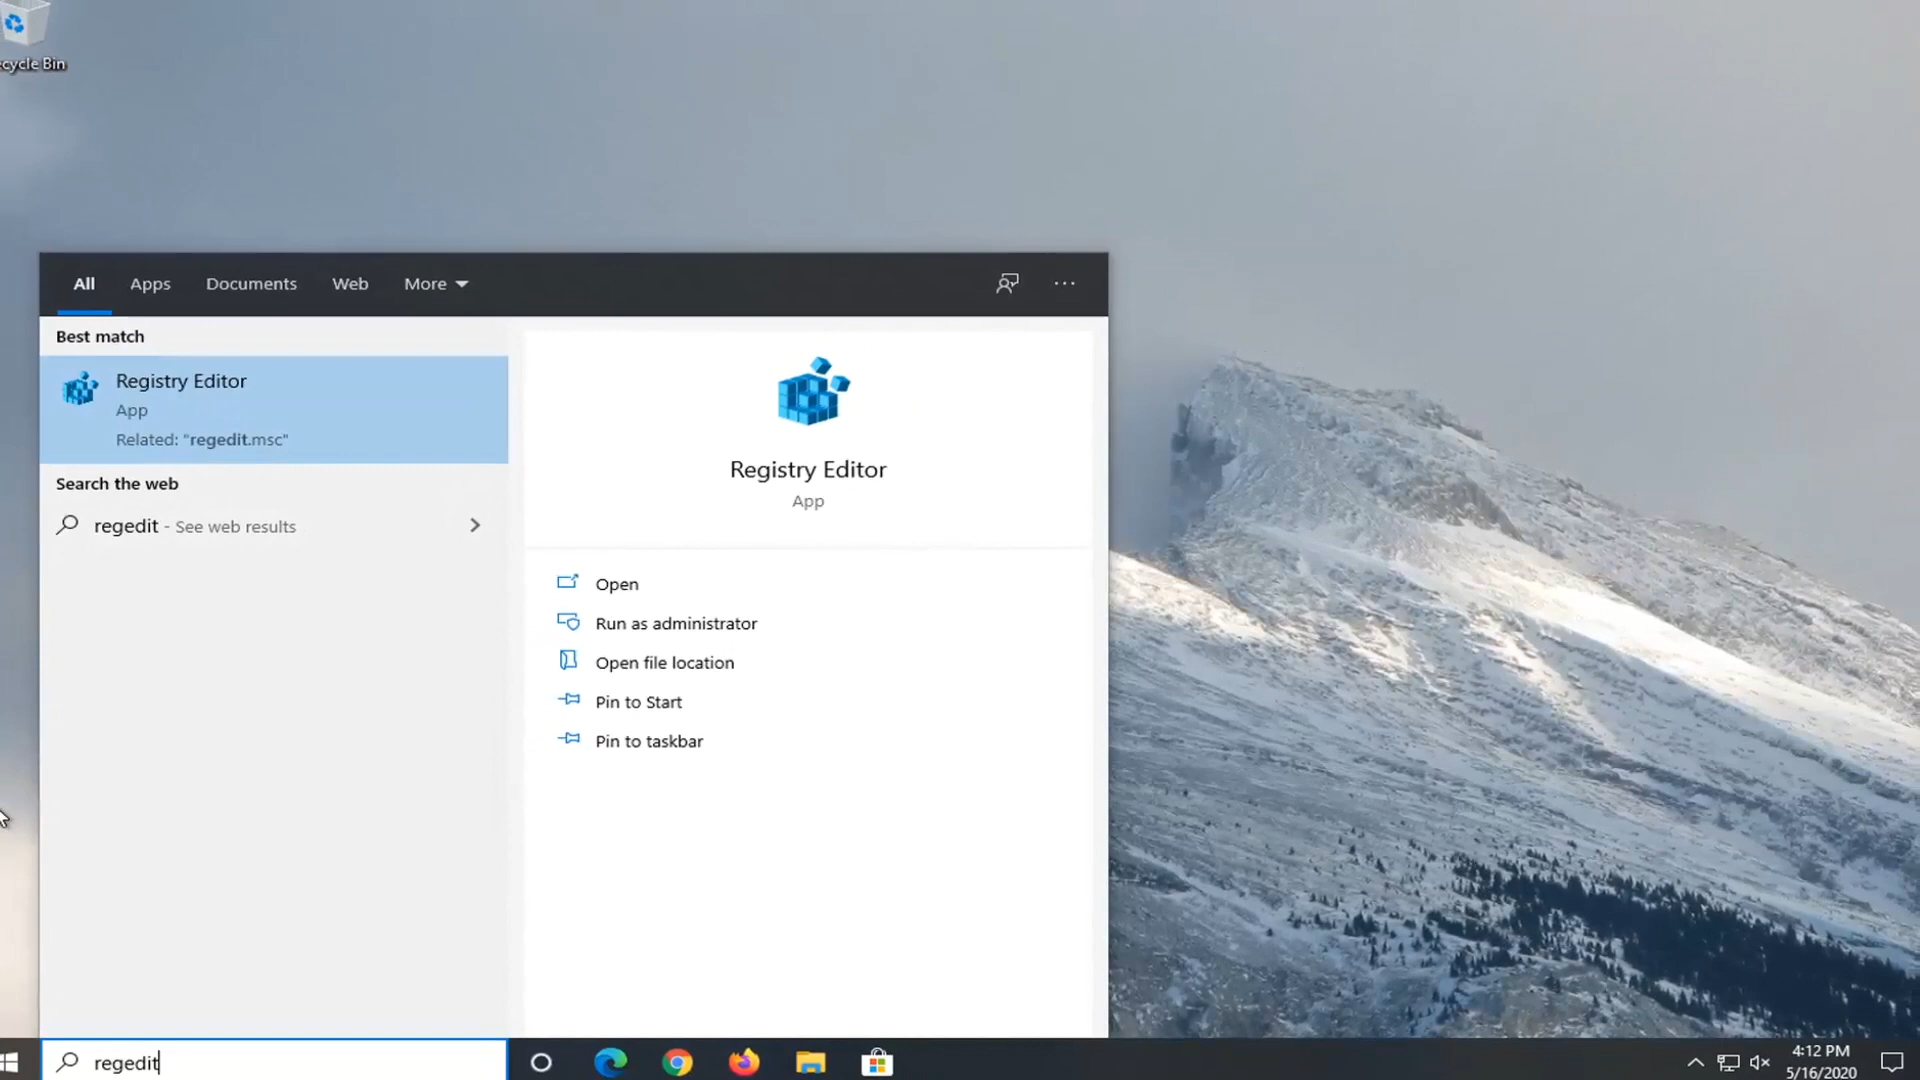 ecycle Bin
All Apps Documents Web More
Best match
Registry Editor
App
Related: "regedit.msc"
Search the web
regedit - See web results
Registry Editor
App
Open
Run as administrator
Open file location
Pin to Start
Pin to taskbar
regedit
4:12 PM
5/16/2020